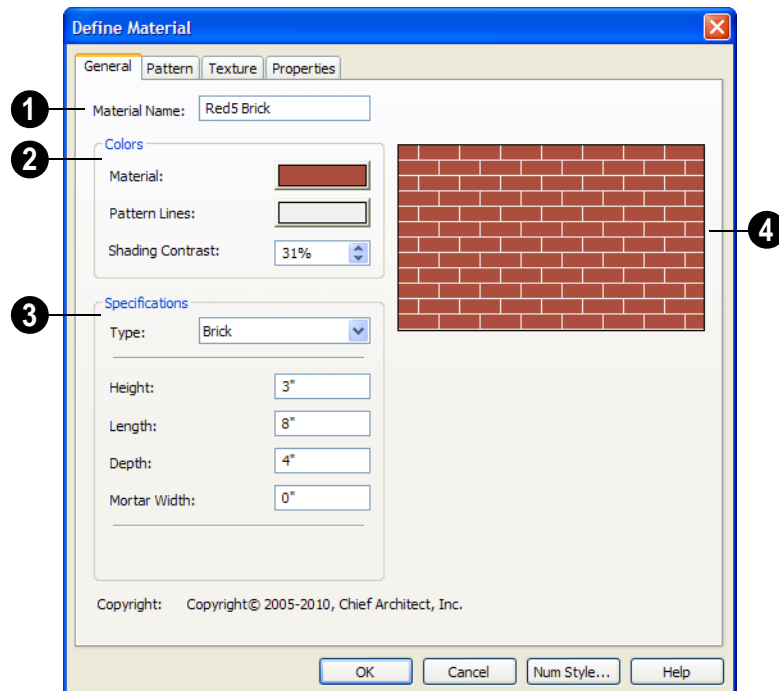 Define Material
General Pattern Texture Properties
1 Material Name: Red5 Brick
2 Colors
Material:
Pattern Lines:
Shading Contrast: 31%
4
3 Specifications
Type: Brick
Height: 3"
Length: 8"
Depth: 4"
Mortar Width: 0"
Copyright: Copyright© 2005-2010, Chief Architect, Inc.
OK Cancel Num Style... Help